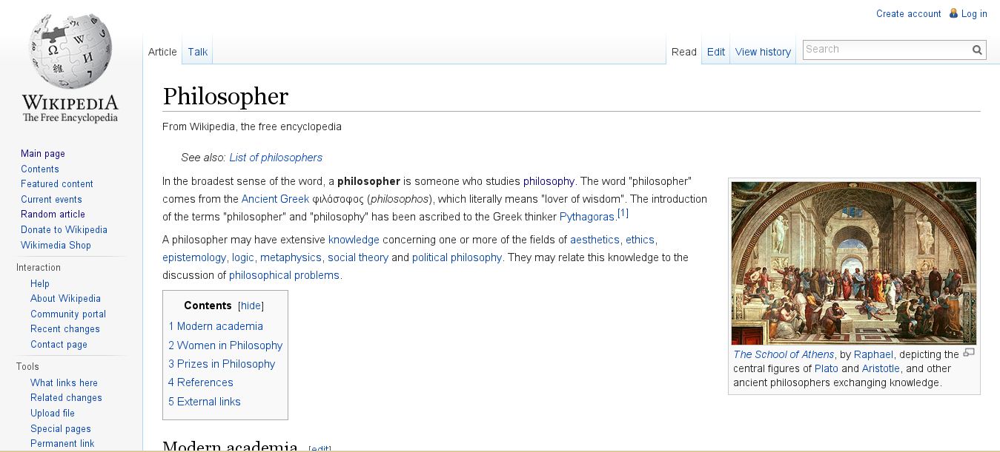 Create account Log in
Article Talk Read Edit View history Search
WIKIPEDIA
The Free Encyclopedia
Main page
Contents
Featured content
Current events
Random article
Donate to Wikipedia
Wikimedia Shop
Interaction
Help
About Wikipedia
Community portal
Recent changes
Contact page
Tools
What links here
Related changes
Upload file
Special pages
Permanent link
Philosopher
From Wikipedia, the free encyclopedia
See also: List of philosophers
In the broadest sense of the word, a philosopher is someone who studies philosophy. The word "philosopher"
comes from the Ancient Greek φιλόσοφος (philosophos), which literally means "lover of wisdom". The introduction
of the terms "philosopher" and "philosophy" has been ascribed to the Greek thinker Pythagoras.[1]
A philosopher may have extensive knowledge concerning one or more of the fields of aesthetics, ethics,
epistemology, logic, metaphysics, social theory and political philosophy. They may relate this knowledge to the
discussion of philosophical problems.
Contents [hide]
1 Modern academia
2 Women in Philosophy
3 Prizes in Philosophy
4 References
5 External links
The School of Athens, by Raphael, depicting the
central figures of Plato and Aristotle, and other
ancient philosophers exchanging knowledge.
Modern academia [edit]